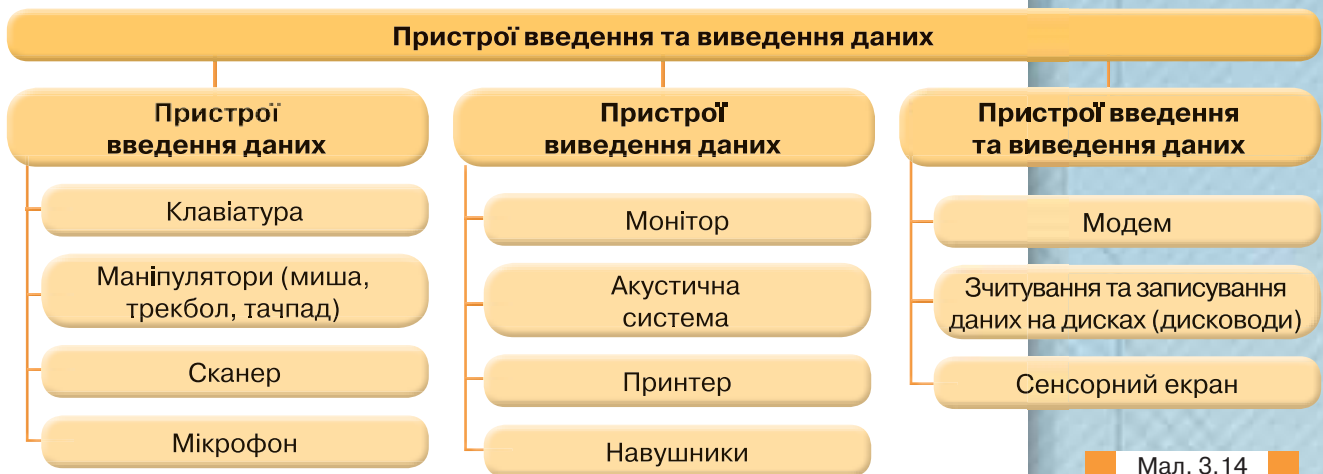 Пристрої введення та виведення даних
Пристрої
введення даних
Клавіатура
Маніпулятори (миша,
трекбол, тачпад)
Сканер
Мікрофон
Пристрої
виведення даних
Монітор
Акустична
система
Принтер
Навушники
Пристрої введення
та виведення даних
Модем
Зчитування та записування
даних на дисках (дисководи)
Сенсорний екран
Мал. 3.14